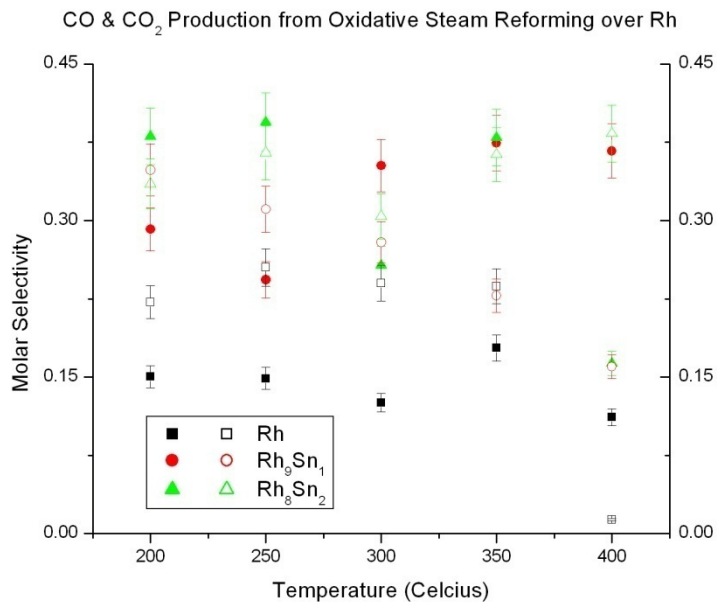 CO & CO₂ Production from Oxidative Steam Reforming over Rh
0.45 0.45
0.30 0.30
0.15 0.15
0.00 0.00
Molar Selectivity
Rh
Rh₉Sn₁
Rh₈Sn₂
200 250 300 350 400
Temperature (Celcius)